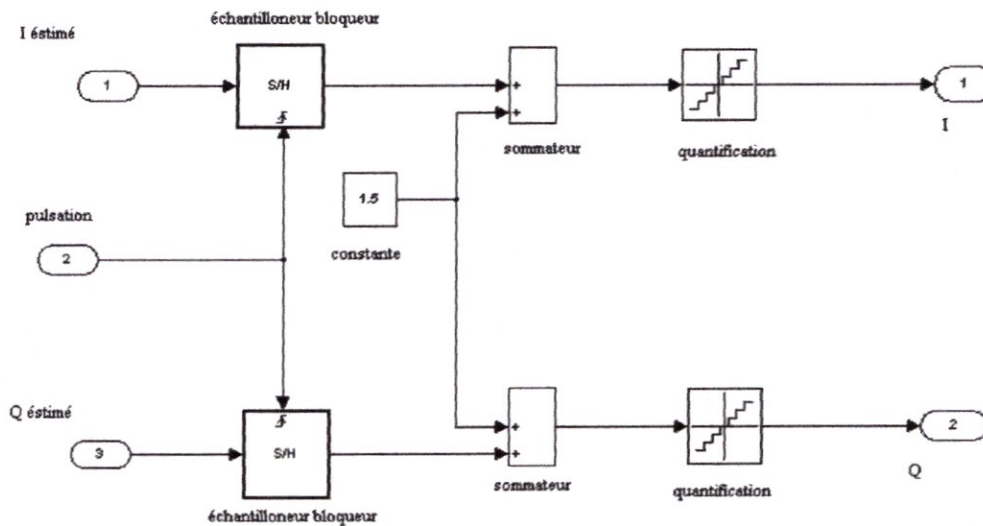 échantilloneur bloqueur
I éstimé
1
S/H
+
+
sommateur
quantification
1
I
pulsation
2
1.5
constante
Q éstimé
3
S/H
échantilloneur bloqueur
+
+
sommateur
quantification
2
Q